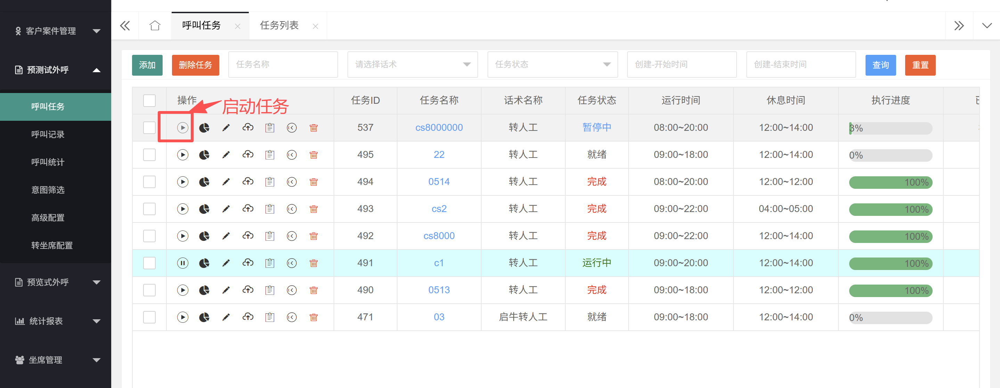 客户案件管理
预测试外呼
呼叫任务
呼叫记录
呼叫统计
意图筛选
高级配置
转坐席配置
预览式外呼
统计报表
坐席管理
呼叫任务 任务列表
添加 删除任务 任务名称 请选择话术 任务状态 创建-开始时间 创建-结束时间 查询 重置
操作 任务ID 任务名称 话术名称 任务状态 运行时间 休息时间 执行进度
启动任务
537 cs8000000 转人工 暂停中 08:00~20:00 12:00~14:00 3%
495 22 转人工 就绪 09:00~18:00 12:00~14:00 0%
494 0514 转人工 完成 08:00~20:00 12:00~12:00 100%
493 cs2 转人工 完成 09:00~22:00 04:00~05:00 100%
492 cs8000 转人工 完成 09:00~22:00 12:00~14:00 100%
491 c1 转人工 运行中 09:00~20:00 12:00~14:00 100%
490 0513 转人工 完成 09:00~18:00 12:00~12:00 100%
471 03 启牛转人工 就绪 09:00~18:00 12:00~14:00 0%